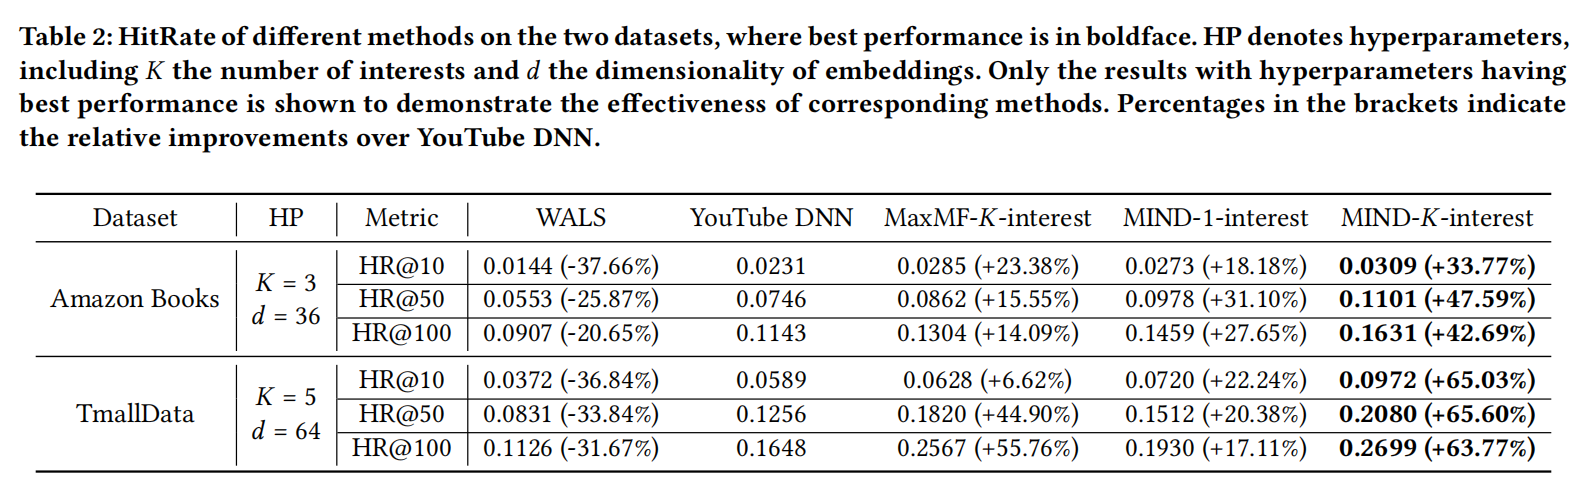 Table 2: HitRate of different methods on the two datasets, where best performance is in boldface. HP denotes hyperparameters,
including K the number of interests and d the dimensionality of embeddings. Only the results with hyperparameters having
best performance is shown to demonstrate the effectiveness of corresponding methods. Percentages in the brackets indicate
the relative improvements over YouTube DNN.
Dataset HP Metric WALS YouTube DNN MaxMF-K-interest MIND-1-interest MIND-K-interest
Amazon Books K = 3 d = 36 HR@10 0.0144 (-37.66%) 0.0231 0.0285 (+23.38%) 0.0273 (+18.18%) 0.0309 (+33.77%)
HR@50 0.0553 (-25.87%) 0.0746 0.0862 (+15.55%) 0.0978 (+31.10%) 0.1101 (+47.59%)
HR@100 0.0907 (-20.65%) 0.1143 0.1304 (+14.09%) 0.1459 (+27.65%) 0.1631 (+42.69%)
TmallData K = 5 d = 64 HR@10 0.0372 (-36.84%) 0.0589 0.0628 (+6.62%) 0.0720 (+22.24%) 0.0972 (+65.03%)
HR@50 0.0831 (-33.84%) 0.1256 0.1820 (+44.90%) 0.1512 (+20.38%) 0.2080 (+65.60%)
HR@100 0.1126 (-31.67%) 0.1648 0.2567 (+55.76%) 0.1930 (+17.11%) 0.2699 (+63.77%)